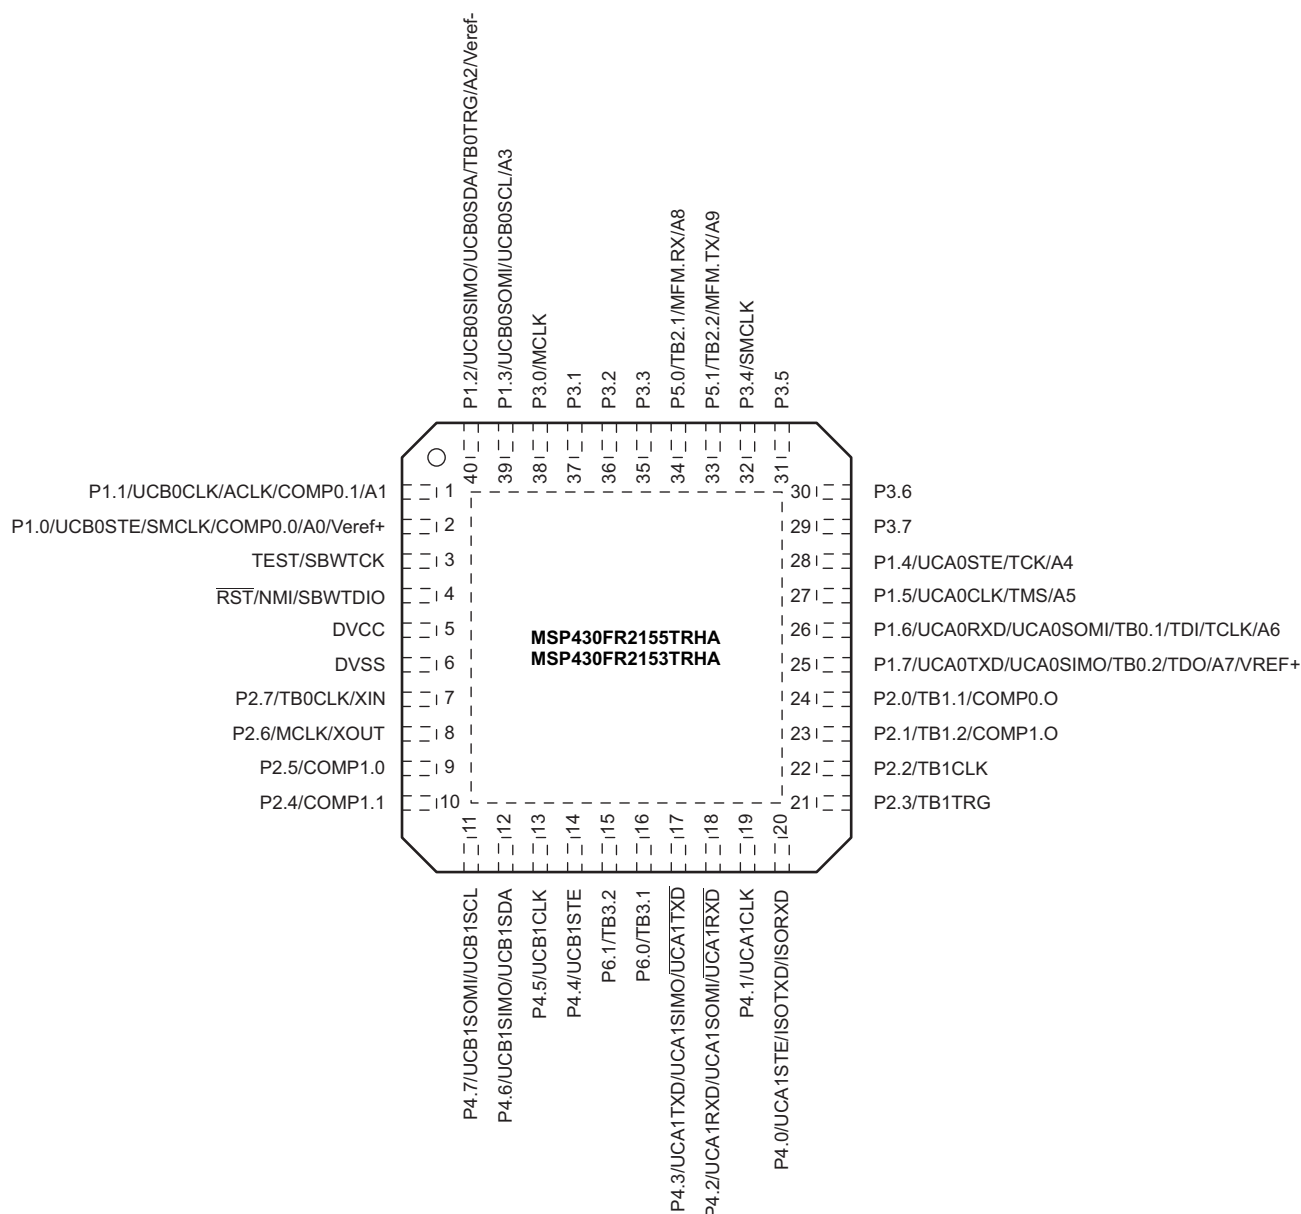 P1.2/UCB0SIMO/UCB0SDA/TB0TRG/A2/Veref-
P1.3/UCB0SOMI/UCB0SCL/A3
P3.0/MCLK
P3.1
P3.2
P3.3
P5.0/TB2.1/MFM.RX/A8
P5.1/TB2.2/MFM.TX/A9
P3.4/SMCLK
P3.5
40
39
38
37
36
35
34
33
32
31
P1.1/UCB0CLK/ACLK/COMP0.1/A1 1
P1.0/UCB0STE/SMCLK/COMP0.0/A0/Veref+ 2
TEST/SBWTCK 3
RST/NMI/SBWTDIO 4
DVCC 5
DVSS 6
P2.7/TB0CLK/XIN 7
P2.6/MCLK/XOUT 8
P2.5/COMP1.0 9
P2.4/COMP1.1 10
MSP430FR2155TRHA
MSP430FR2153TRHA
30 P3.6
29 P3.7
28 P1.4/UCA0STE/TCK/A4
27 P1.5/UCA0CLK/TMS/A5
26 P1.6/UCA0RXD/UCA0SOMI/TB0.1/TDI/TCLK/A6
25 P1.7/UCA0TXD/UCA0SIMO/TB0.2/TDO/A7/VREF+
24 P2.0/TB1.1/COMP0.O
23 P2.1/TB1.2/COMP1.O
22 P2.2/TB1CLK
21 P2.3/TB1TRG
11
12
13
14
15
16
17
18
19
20
P4.7/UCB1SOMI/UCB1SCL
P4.6/UCB1SIMO/UCB1SDA
P4.5/UCB1CLK
P4.4/UCB1STE
P6.1/TB3.2
P6.0/TB3.1
P4.3/UCA1TXD/UCA1SIMO/UCA1TXD
P4.2/UCA1RXD/UCA1SOMI/UCA1RXD
P4.1/UCA1CLK
P4.0/UCA1STE/ISOTXD/ISORXD